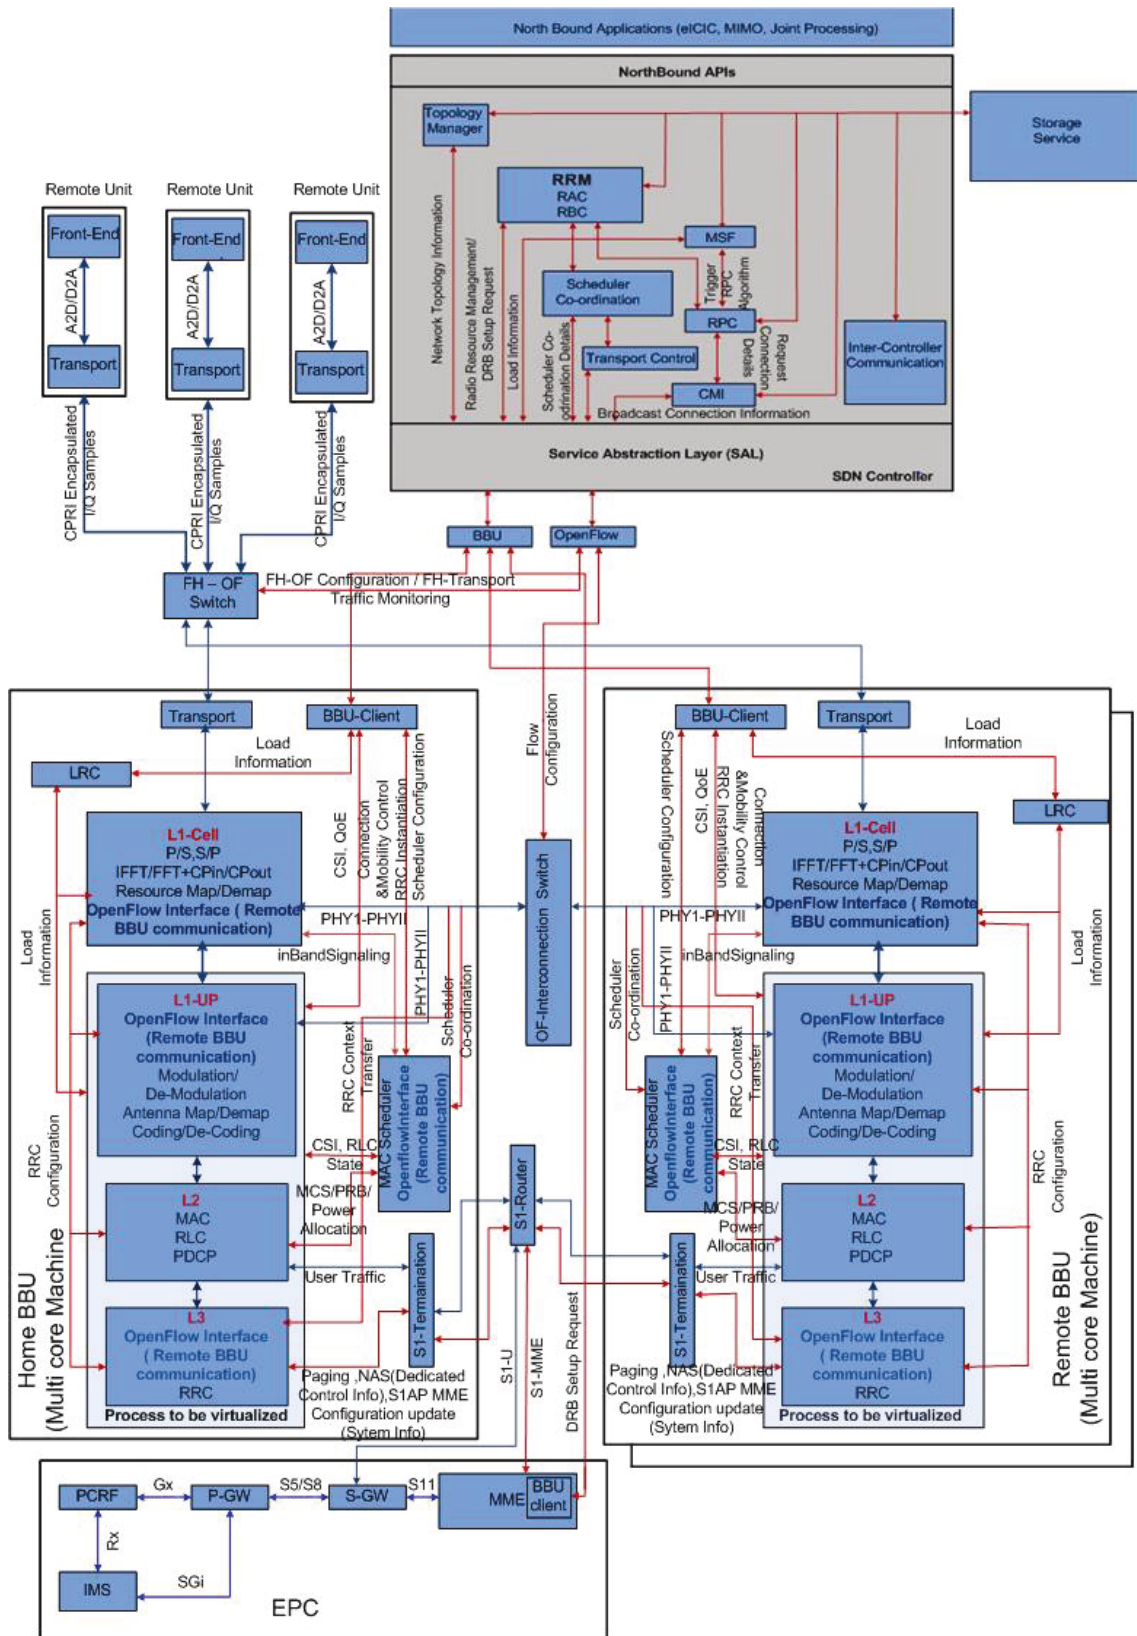 North Bound Applications (eICIC, MIMO, Joint Processing)
NorthBound APIs
Topology
Manager
Storage
Service
RRM
RAC
RBC
MSF
Scheduler
Co-ordination
Trigger
RPC
Algorithm
RPC
Transport Control
CMI
Request
Connection
Details
Inter-Controller
Communication
Network Topology Information
Radio Resource Management/
DRB Setup Request
Load Information
Scheduler Co-
odrination Details
Broadcast Connection Information
Service Abstraction Layer (SAL)
SDN Controller
Remote Unit
Remote Unit
Remote Unit
Front-End
Front-End
Front-End
A2D/D2A
A2D/D2A
A2D/D2A
Transport
Transport
Transport
CPRI Encapsulated
I/Q Samples
CPRI Encapsulated
I/Q Samples
CPRI Encapsulated
I/Q Samples
BBU
OpenFlow
FH – OF
Switch
FH-OF Configuration / FH-Transport
Traffic Monitoring
Transport
BBU-Client
Load
Information
LRC
L1-Cell
P/S,S/P
IFFT/FFT+CPin/CPout
Resource Map/Demap
OpenFlow Interface ( Remote
BBU communication)
CSI, QoE
Connection
&Mobility Control
RRC Instantiation
Scheduler Configuration
Load
Information
PHY1-PHYII
inBandSignaling
PHY1-PHYII
Scheduler
Co-ordination
L1-UP
OpenFlow Interface
(Remote BBU
communication)
Modulation/
De-Modulation
Antenna Map/Demap
Coding/De-Coding
RRC Context
Transfer
MAC Scheduler
OpenflowInterface
(Remote BBU
communication)
CSI, RLC
State
RRC
Configuration
MCS/PRB/
Power
Allocation
L2
MAC
RLC
PDCP
User Traffic
S1-Termaination
L3
OpenFlow Interface
( Remote BBU
communication)
RRC
Process to be virtualized
Paging ,NAS(Dedicated
Control Info),S1AP MME
Configuration update
(Sytem Info)
Home BBU
(Multi core Machine)
Flow
Configuration
OF-Interconnection Switch
S1-Router
S1-U
S1-MME
DRB Setup Request
BBU-Client
Transport
Load
Information
LRC
Scheduler Configuration
CSI, QoE
RRC Instantiation
&Mobility Control
Connection
L1-Cell
P/S,S/P
IFFT/FFT+CPin/CPout
Resource Map/Demap
OpenFlow Interface ( Remote
BBU communication)
PHY1-PHYII
inBandSignaling
Load
Information
Scheduler
Co-ordination
PHY1-PHYII
L1-UP
OpenFlow Interface
(Remote BBU
communication)
Modulation/
De-Modulation
Antenna Map/Demap
Coding/De-Coding
RRC Context
Transfer
MAC Scheduler
OpenflowInterface
(Remote BBU
communication)
CSI, RLC
State
RRC
Configuration
MCS/PRB/
Power
Allocation
L2
MAC
RLC
PDCP
User Traffic
S1-Termaination
L3
OpenFlow Interface
( Remote BBU
communication)
RRC
Process to be virtualized
Paging ,NAS(Dedicated
Control Info),S1AP MME
Configuration update
(Sytem Info)
Remote BBU
(Multi core Machine)
PCRF
Gx
P-GW
S5/S8
S-GW
S11
MME
BBU
client
Rx
IMS
SGi
EPC